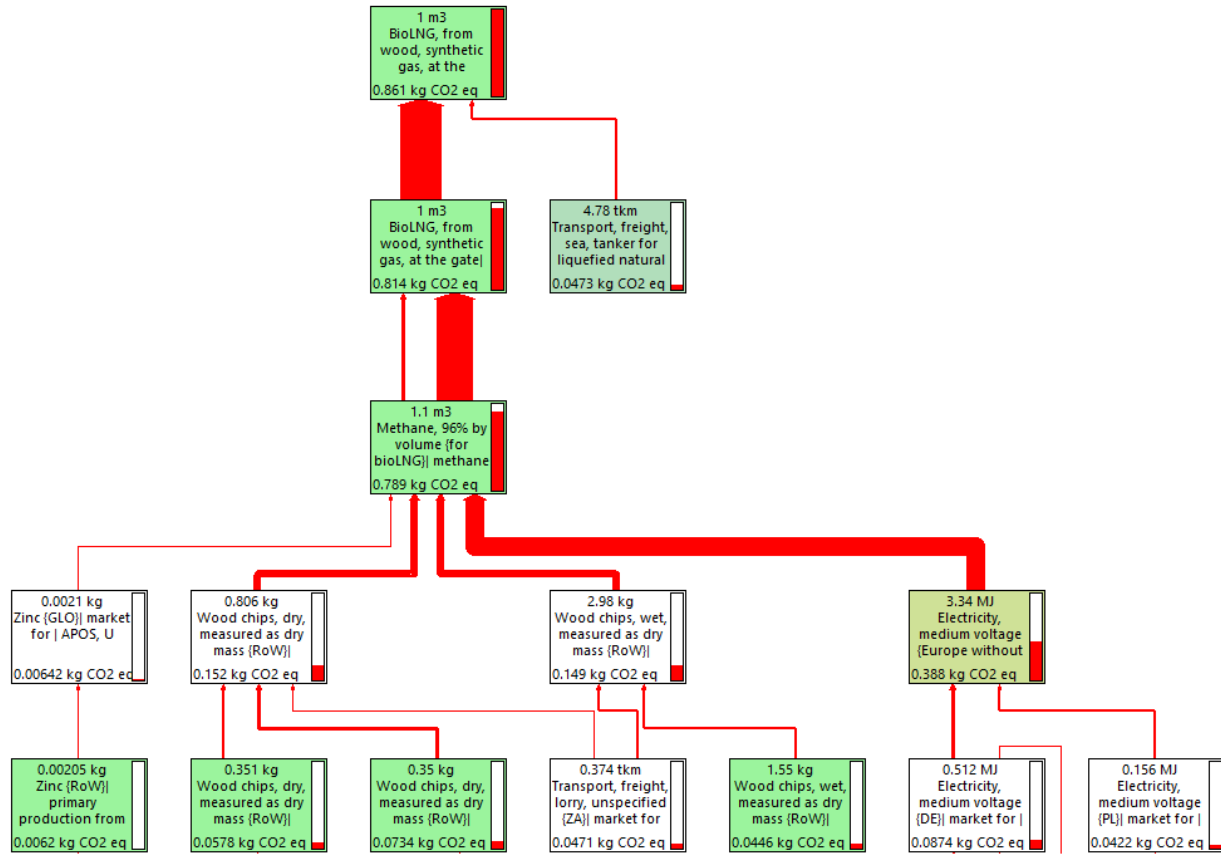 1 m3
BioLNG, from
wood, synthetic
gas, at the
0.861 kg CO2 eq
1 m3
BioLNG, from
wood, synthetic
gas, at the gate|
0.814 kg CO2 eq
4.78 tkm
Transport, freight,
sea, tanker for
liquefied natural
0.0473 kg CO2 eq
1.1 m3
Methane, 96% by
volume {for
bioLNG}| methane
0.789 kg CO2 eq
0.0021 kg
Zinc {GLO}| market
for | APOS, U
0.00642 kg CO2 eq
0.806 kg
Wood chips, dry,
measured as dry
mass {RoW}|
0.152 kg CO2 eq
2.98 kg
Wood chips, wet,
measured as dry
mass {RoW}|
0.149 kg CO2 eq
3.34 MJ
Electricity,
medium voltage
{Europe without
0.388 kg CO2 eq
0.00205 kg
Zinc {RoW}|
primary
production from
0.0062 kg CO2 eq
0.351 kg
Wood chips, dry,
measured as dry
mass {RoW}|
0.0578 kg CO2 eq
0.35 kg
Wood chips, dry,
measured as dry
mass {RoW}|
0.0734 kg CO2 eq
0.374 tkm
Transport, freight,
lorry, unspecified
{ZA}| market for
0.0471 kg CO2 eq
1.55 kg
Wood chips, wet,
measured as dry
mass {RoW}|
0.0446 kg CO2 eq
0.512 MJ
Electricity,
medium voltage
{DE}| market for |
0.0874 kg CO2 eq
0.156 MJ
Electricity,
medium voltage
{PL}| market for |
0.0422 kg CO2 eq